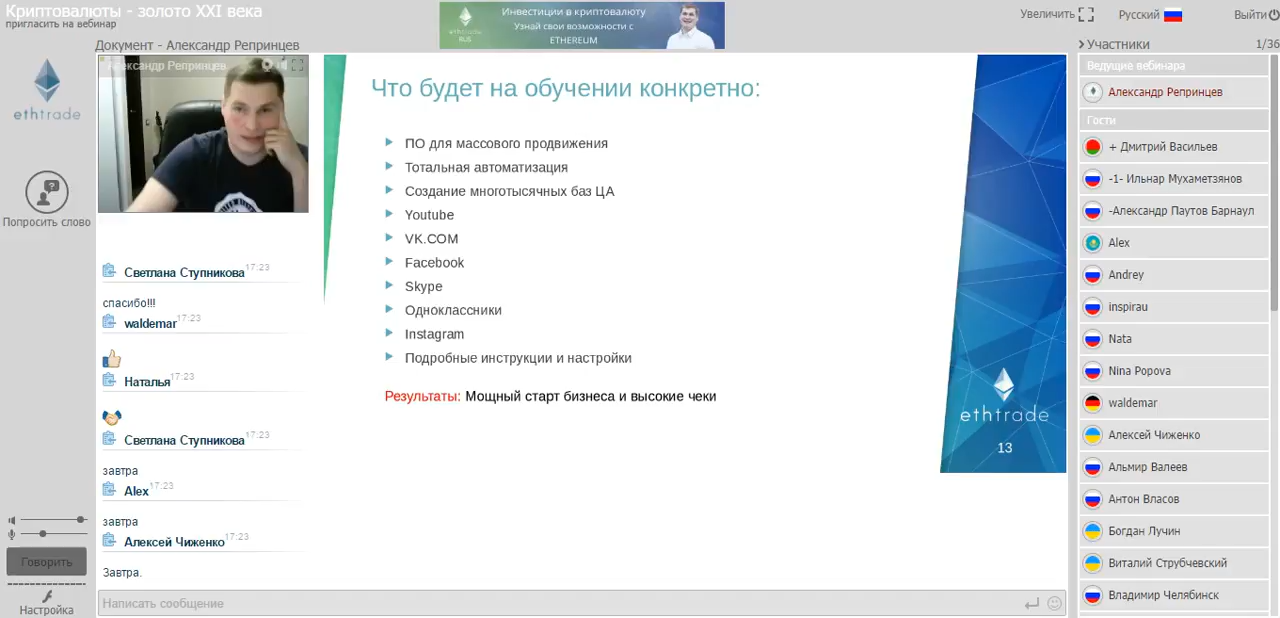 Криптовалюты - золото XXI века
пригласить на вебинар
Инвестиции в криптовалюту
Узнай свои возможности с
ETHEREUM
ethtrade
RUS
Увеличить
Русский
Выйти
Документ - Александр Репринцев
Участники
1/36
ethtrade
Попросить слово
Говорить
Настройка
Александр Репринцев
Светлана Ступникова 17:23
спасибо!!!
waldemar 17:23
Наталья 17:23
Светлана Ступникова 17:23
завтра
Alex 17:23
завтра
Алексей Чиженко 17:23
Завтра.
Написать сообщение
Что будет на обучении конкретно:
ПО для массового продвижения
Тотальная автоматизация
Создание многотысячных баз ЦА
Youtube
VK.COM
Facebook
Skype
Одноклассники
Instagram
Подробные инструкции и настройки
Результаты: Мощный старт бизнеса и высокие чеки
ethtrade
13
Ведущие вебинара
Александр Репринцев
Гости
+ Дмитрий Васильев
-1- Ильнар Мухаметзянов
-Александр Паутов Барнаул
Alex
Andrey
inspirau
Nata
Nina Popova
waldemar
Алексей Чиженко
Альмир Валеев
Антон Власов
Богдан Лучин
Виталий Струбчевский
Владимир Челябинск